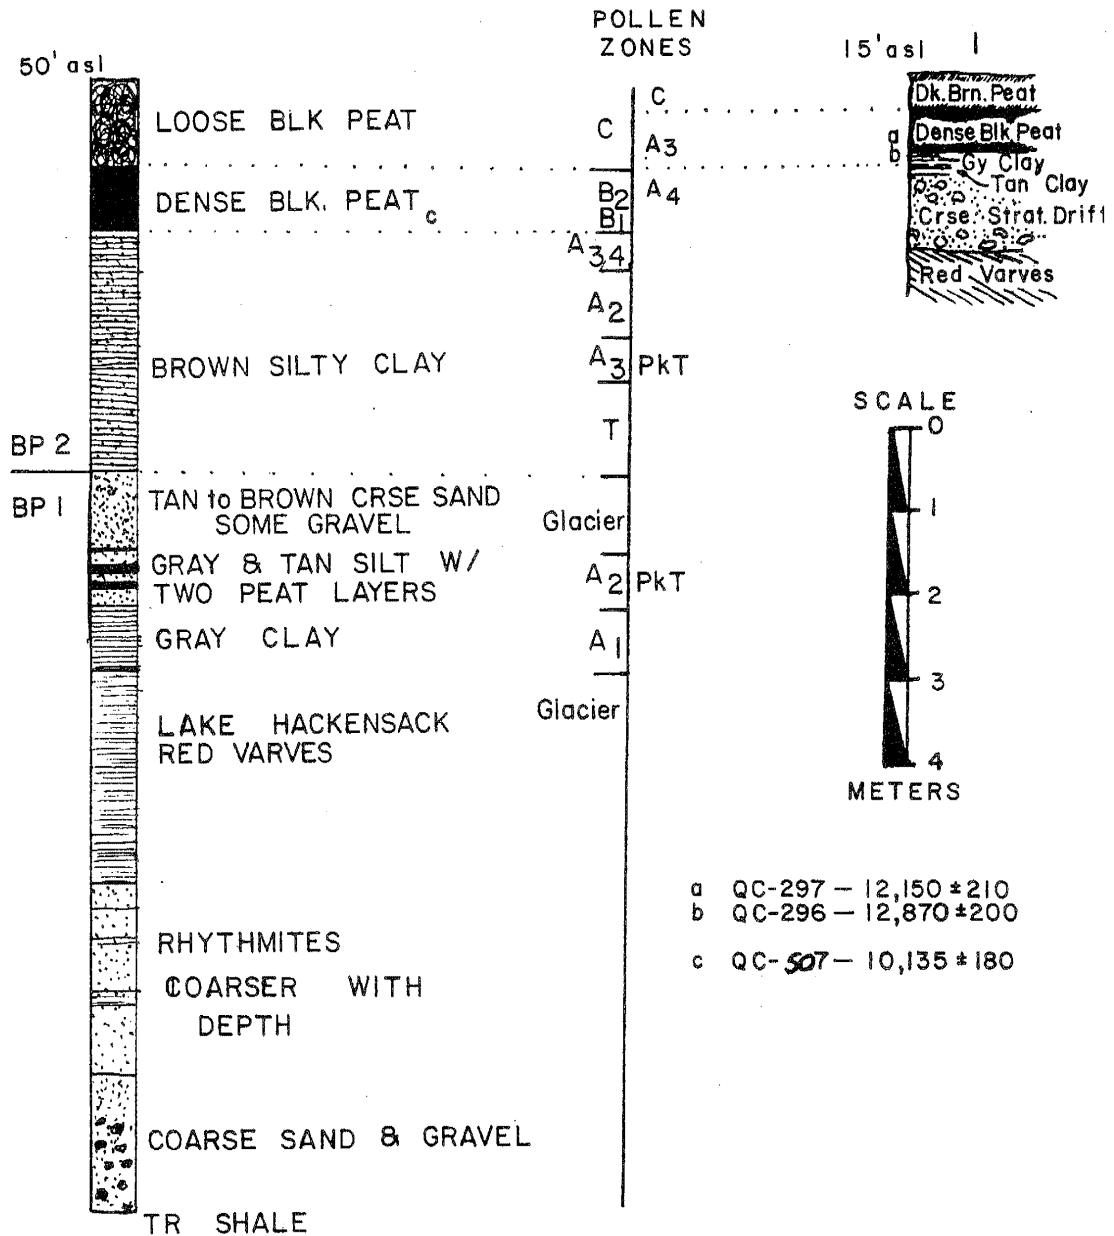 POLLEN
ZONES
50' asl
15' asl
1
LOOSE BLK PEAT
DENSE BLK. PEAT
c
BROWN SILTY CLAY
BP 2
BP 1
TAN to BROWN CRSE SAND
SOME GRAVEL
GRAY & TAN SILT W/
TWO PEAT LAYERS
GRAY CLAY
LAKE HACKENSACK
RED VARVES
RHYTHMITES
COARSER WITH
DEPTH
COARSE SAND & GRAVEL
TR SHALE
C
B2
B1
A34
A2
A3 PkT
T
Glacier
A2 PkT
A1
Glacier
C
A3
A4
Dk. Brn. Peat
a Dense Blk Peat
b Gy Clay
Tan Clay
Crse. Strat. Drift
Red Varves
SCALE
0
1
2
3
4
METERS
a QC-297 — 12,150 ± 210
b QC-296 — 12,870 ± 200
c QC-507 — 10,135 ± 180